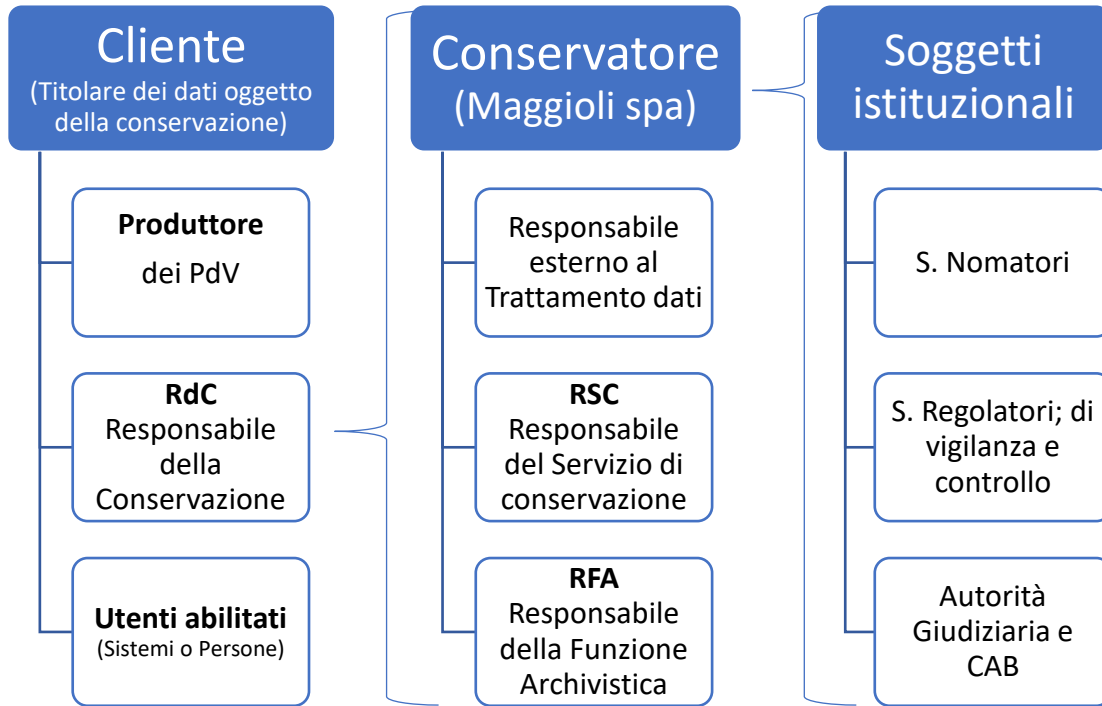 Cliente
(Titolare dei dati oggetto
della conservazione)
Produttore
dei PdV
RdC
Responsabile
della
Conservazione
Utenti abilitati
(Sistemi o Persone)
Conservatore
(Maggioli spa)
Responsabile
esterno al
Trattamento dati
RSC
Responsabile
del Servizio di
conservazione
RFA
Responsabile
della Funzione
Archivistica
Soggetti
istituzionali
S. Nomatori
S. Regolatori; di
vigilanza e
controllo
Autorità
Giudiziaria e
CAB